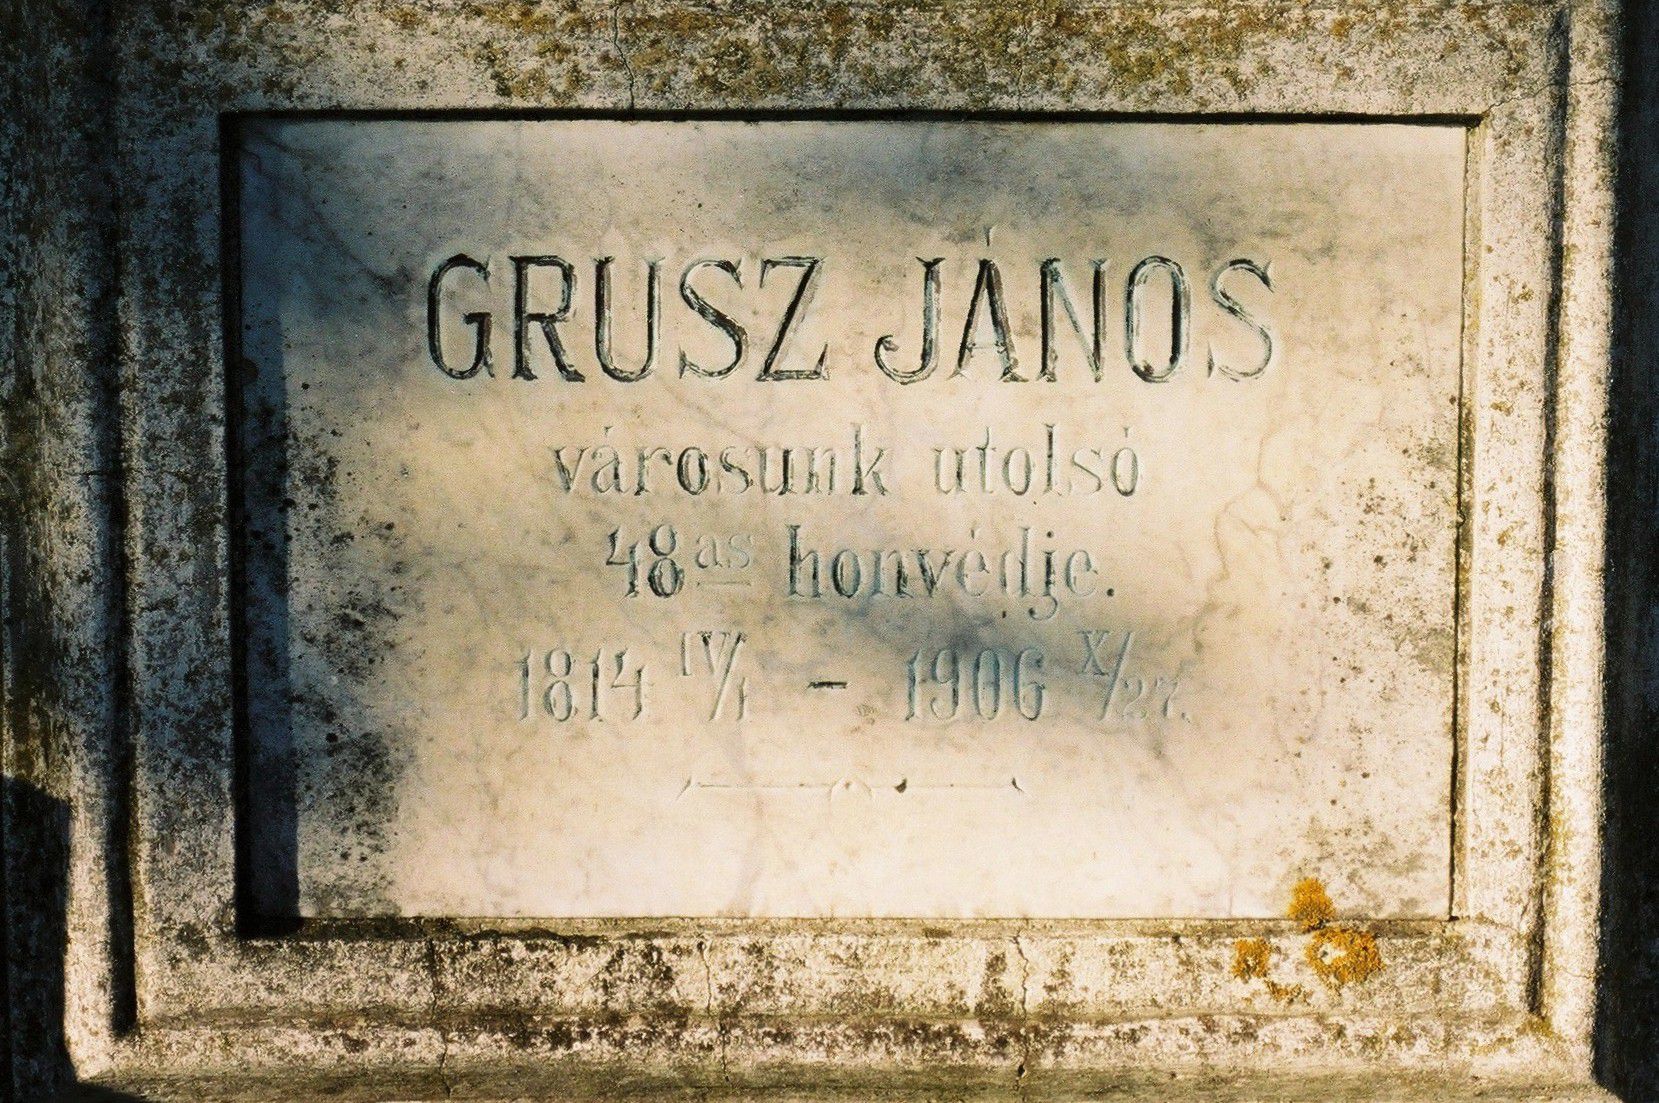 GRUSZ JÁNOS
városunk utolsó
48as honvédje.
1814 IV/1 - 1906 X/27.